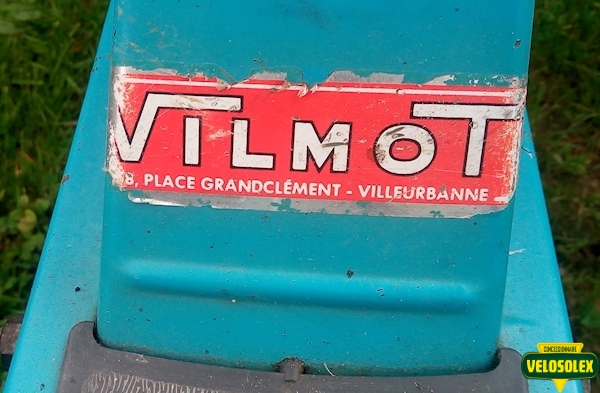 VILMOT
8, PLACE GRANDCLÉMENT - VILLEURBANNE
CONCESSIONNAIRE
VELOSOLEX